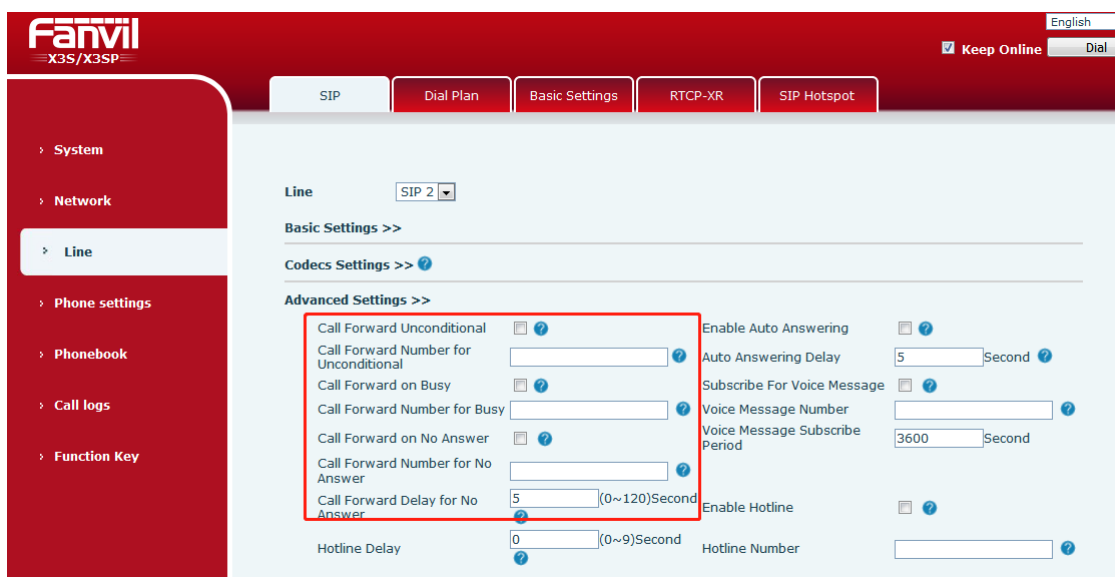 English
Fanvil
X3S/X3SP
Keep Online
Dial
SIP
Dial Plan
Basic Settings
RTCP-XR
SIP Hotspot
› System
› Network
› Line
› Phone settings
› Phonebook
› Call logs
› Function Key
Line SIP 2
Basic Settings >>
Codecs Settings >> ?
Advanced Settings >>
Call Forward Unconditional ?
Enable Auto Answering ?
Call Forward Number for
Unconditional ?
Auto Answering Delay 5 Second ?
Call Forward on Busy ?
Subscribe For Voice Message ?
Call Forward Number for Busy ?
Voice Message Number ?
Call Forward on No Answer ?
Voice Message Subscribe
Period 3600 Second
Call Forward Number for No
Answer ?
Call Forward Delay for No
Answer 5 (0~120)Second ?
Enable Hotline ?
Hotline Delay 0 (0~9)Second ?
Hotline Number ?